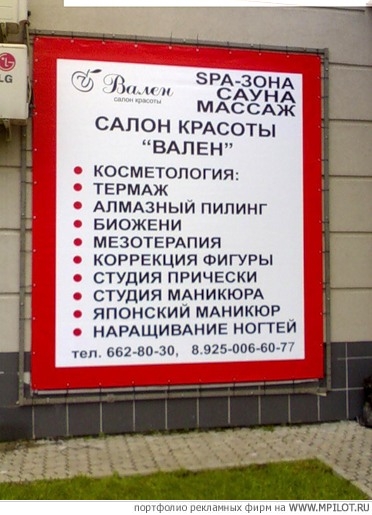 LG
Вален
салон красоты
SPA-ЗОНА
САУНА
МАССАЖ
САЛОН КРАСОТЫ
"ВАЛЕН"
• КОСМЕТОЛОГИЯ:
• ТЕРМАЖ
• АЛМАЗНЫЙ ПИЛИНГ
• БИОЖЕНИ
• МЕЗОТЕРАПИЯ
• КОРРЕКЦИЯ ФИГУРЫ
• СТУДИЯ ПРИЧЕСКИ
• СТУДИЯ МАНИКЮРА
• ЯПОНСКИЙ МАНИКЮР
• НАРАЩИВАНИЕ НОГТЕЙ
тел. 662-80-30, 8.925-006-60-77
портфолио рекламных фирм на WWW.MPILOT.RU